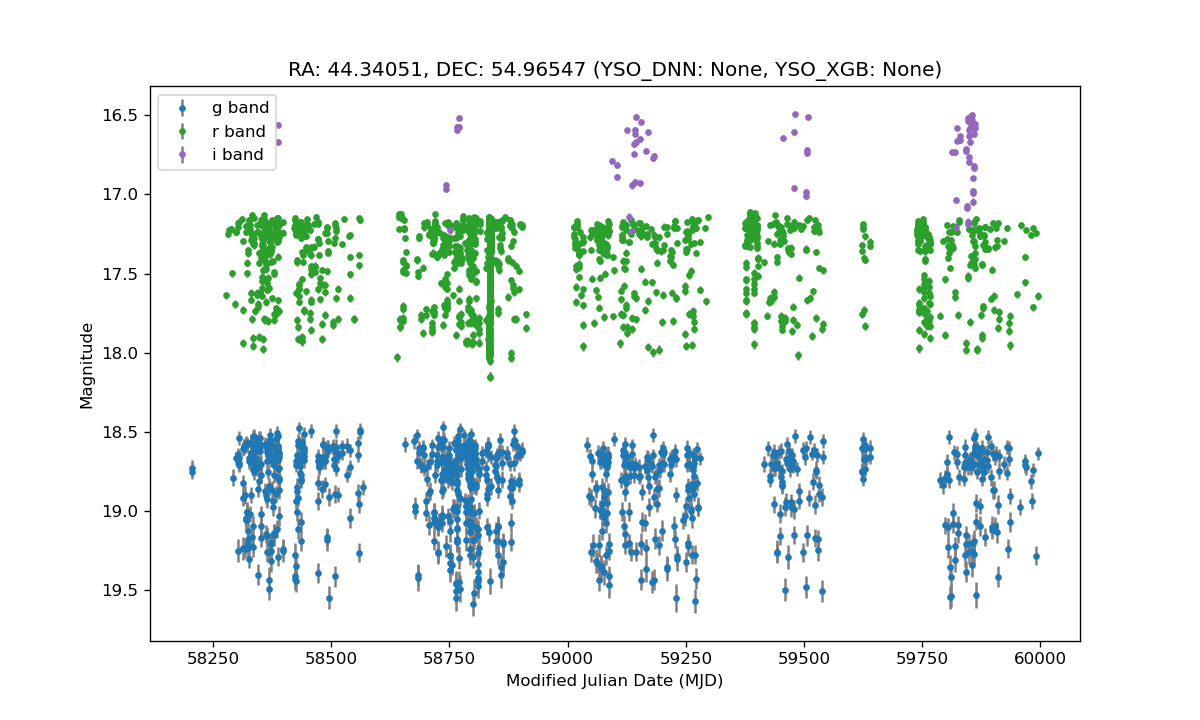 RA: 44.34051, DEC: 54.96547 (YSO_DNN: None, YSO_XGB: None)
g band
r band
i band
16.5
17.0
17.5
18.0
18.5
19.0
19.5
Magnitude
58250 58500 58750 59000 59250 59500 59750 60000
Modified Julian Date (MJD)